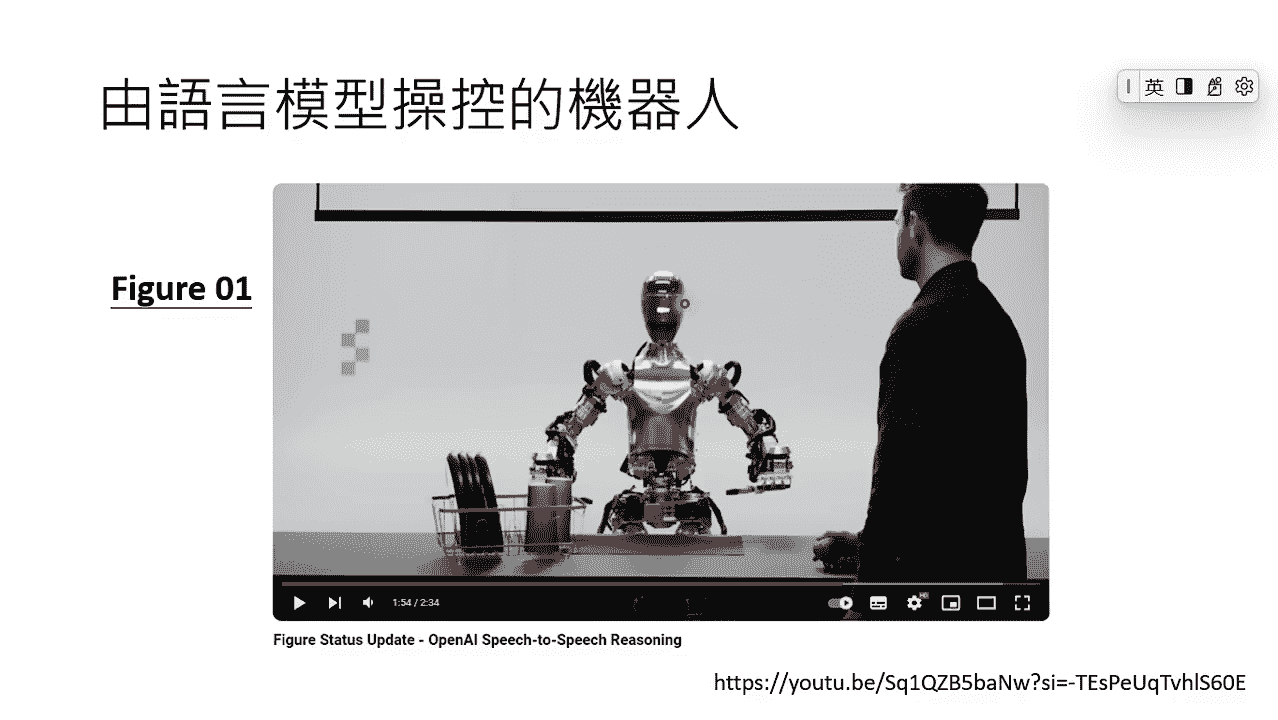 由語言模型操控的機器人
英
Figure 01
1:54 / 2:34
HD
Figure Status Update - OpenAI Speech-to-Speech Reasoning
https://youtu.be/Sq1QZB5baNw?si=-TEsPeUqTvhlS60E